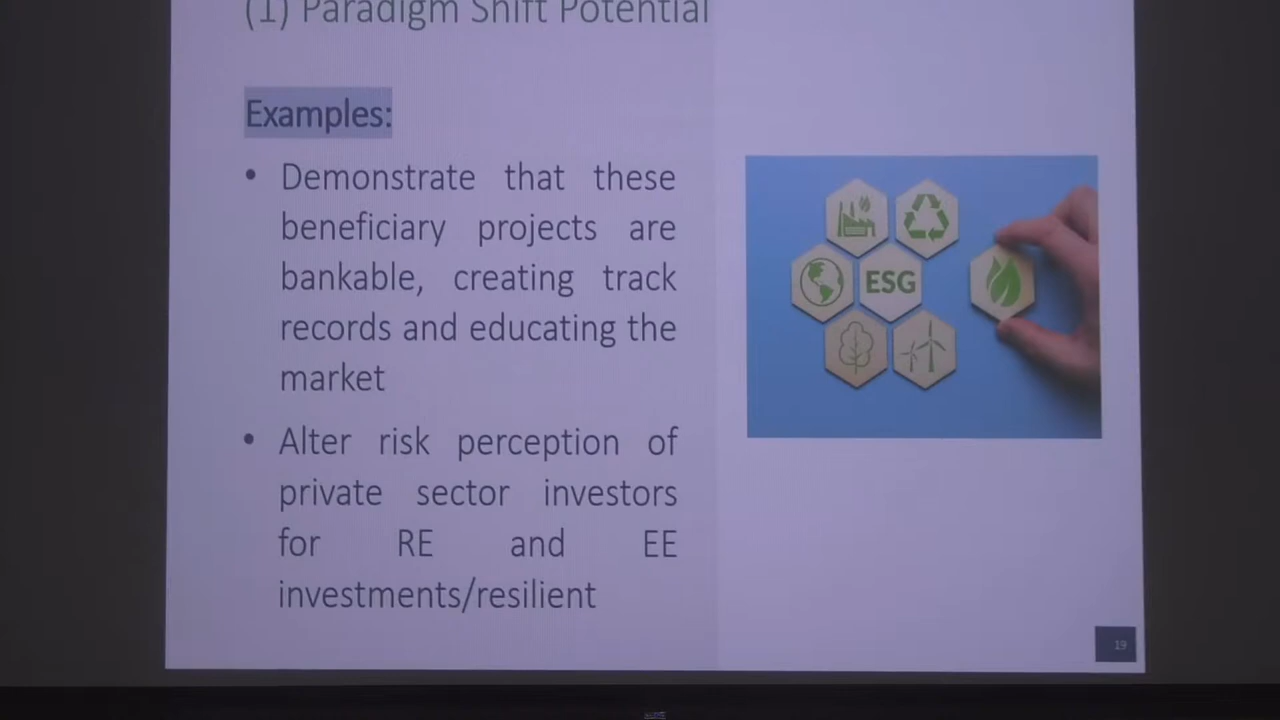 (1) Paradigm Shift Potential
Examples:
• Demonstrate that these
beneficiary projects are
bankable, creating track
records and educating the
market
• Alter risk perception of
private sector investors
for RE and EE
investments/resilient
ESG
19